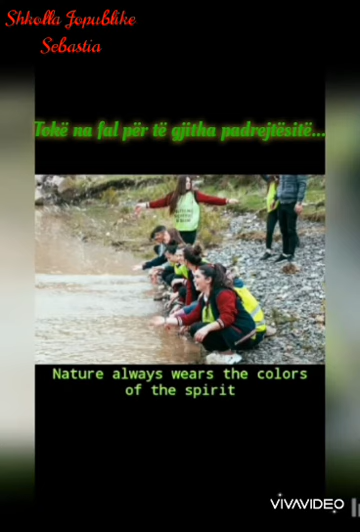 Shkolla Jopublike
Sebastia
Tokë na fal për të gjitha padrejtësitë...
Nature always wears the colors
of the spirit
VIVAVIDEO